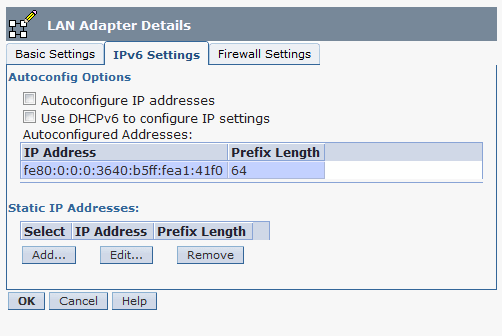 LAN Adapter Details
Basic Settings IPv6 Settings Firewall Settings
Autoconfig Options
Autoconfigure IP addresses
Use DHCPv6 to configure IP settings
Autoconfigured Addresses:
IP Address Prefix Length
fe80:0:0:0:3640:b5ff:fea1:41f0 64
Static IP Addresses:
Select IP Address Prefix Length
Add... Edit... Remove
OK Cancel Help